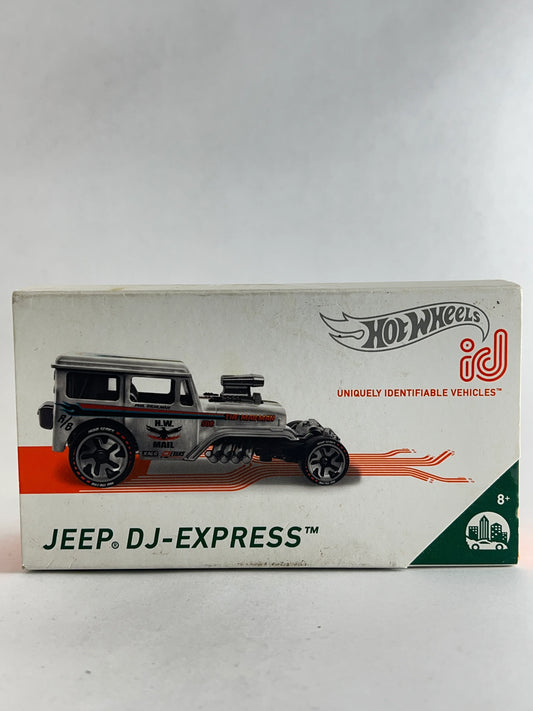 HOT WHEELS
id
UNIQUELY IDENTIFIABLE VEHICLES™
H.W.
MAIL
8+
JEEP® DJ-EXPRESS™